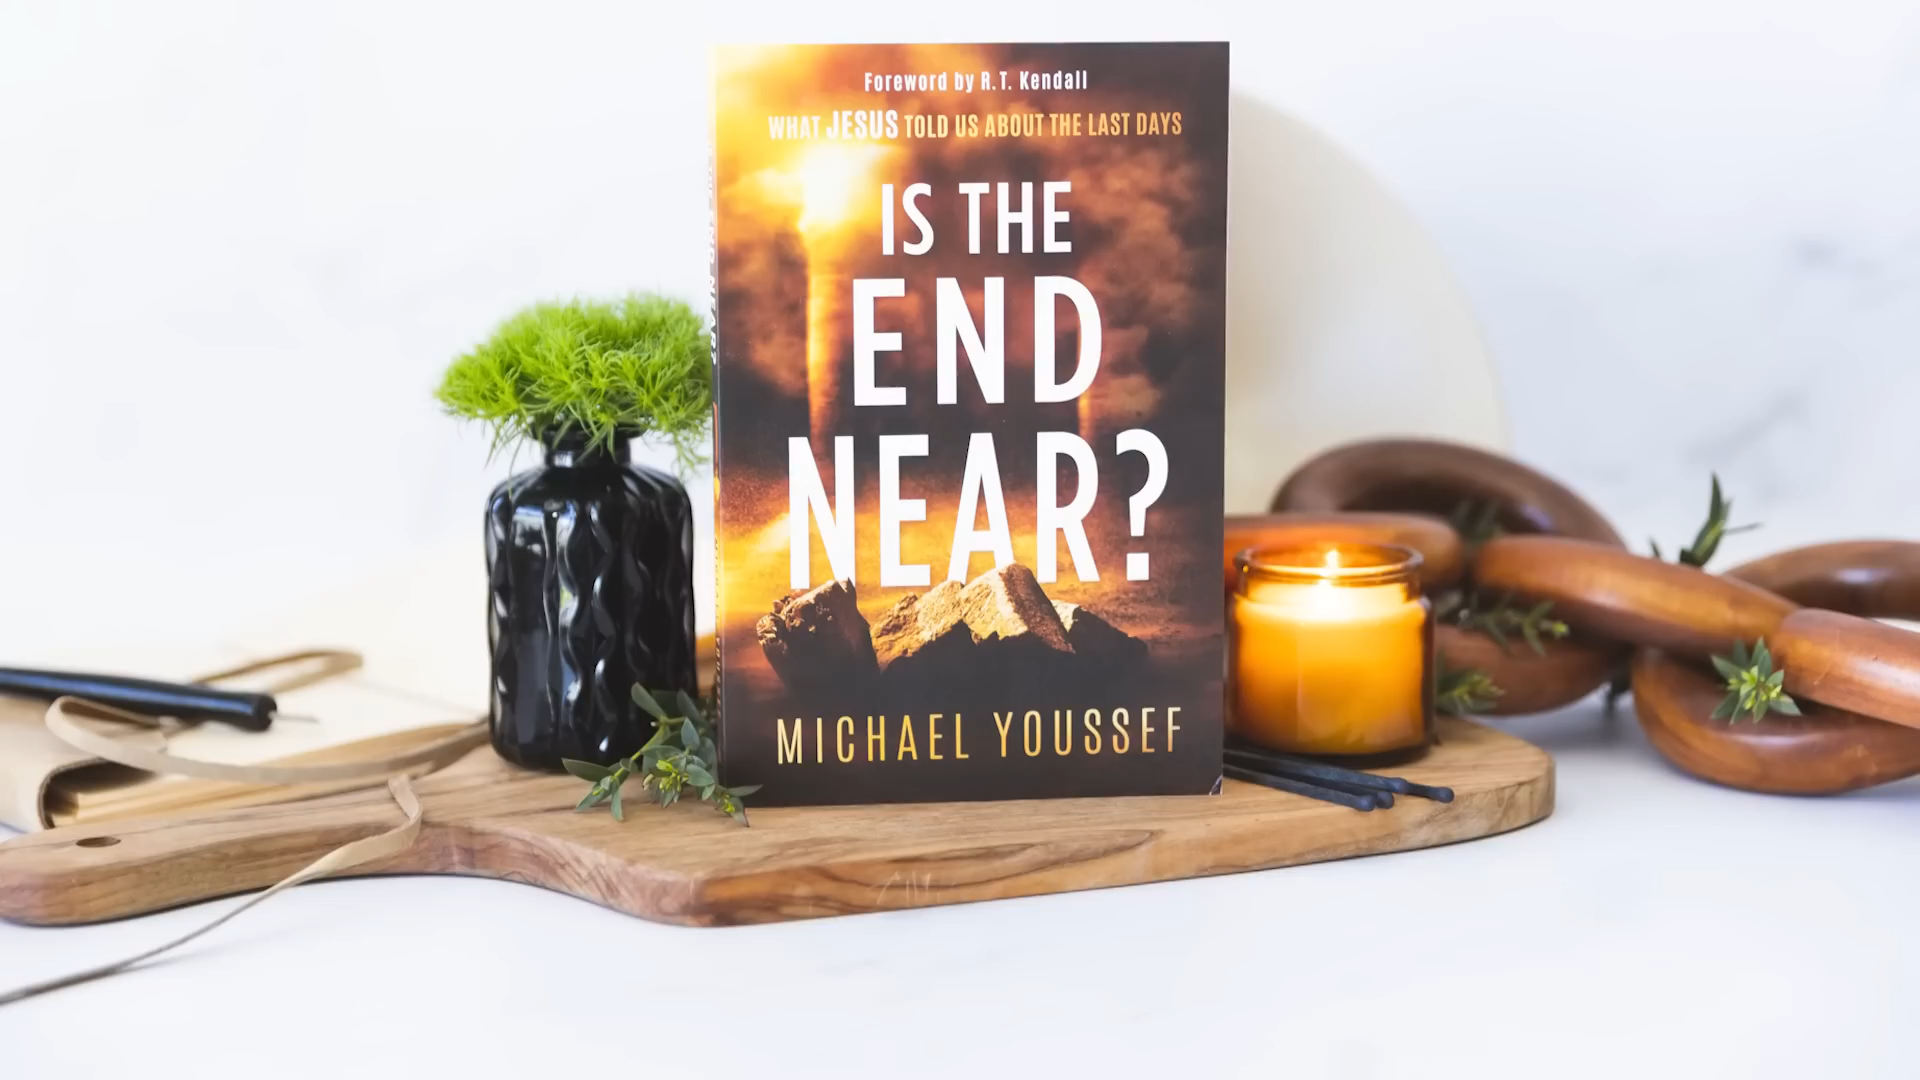 Foreword by R.T. Kendall
WHAT JESUS TOLD US ABOUT THE LAST DAYS
IS THE
END
NEAR?
MICHAEL YOUSSEF